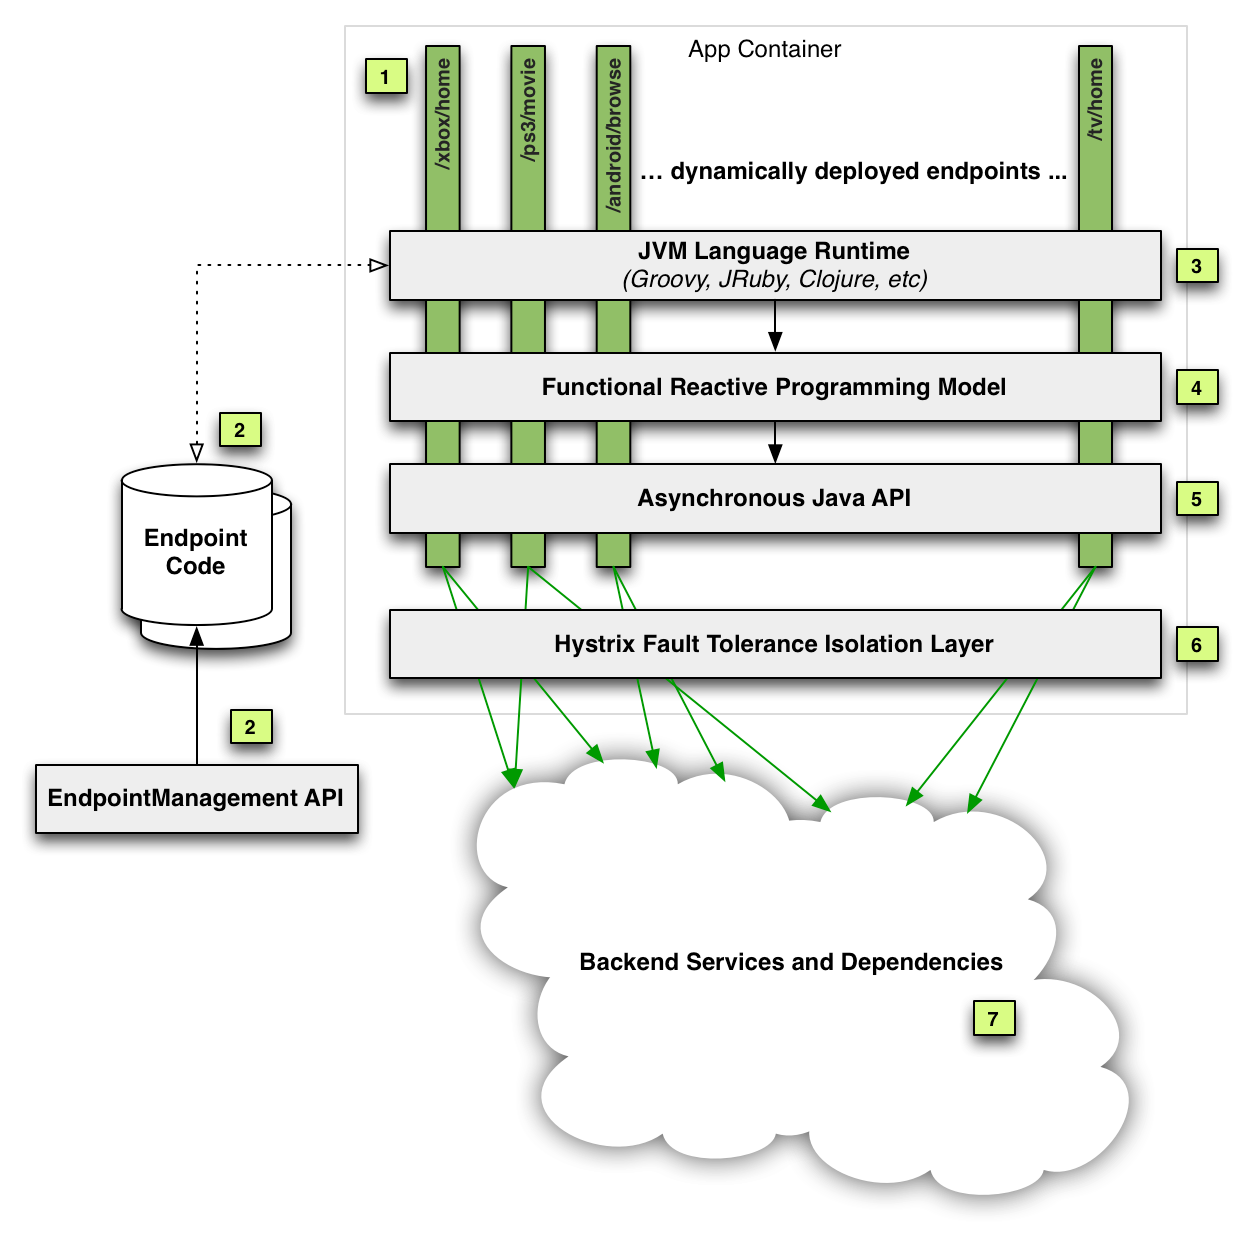 App Container
1
/xbox/home
/ps3/movie
/android/browse
/tv/home
... dynamically deployed endpoints ...
JVM Language Runtime
(Groovy, JRuby, Clojure, etc)
3
Functional Reactive Programming Model
4
2
Asynchronous Java API
5
Endpoint
Code
Hystrix Fault Tolerance Isolation Layer
6
2
EndpointManagement API
Backend Services and Dependencies
7